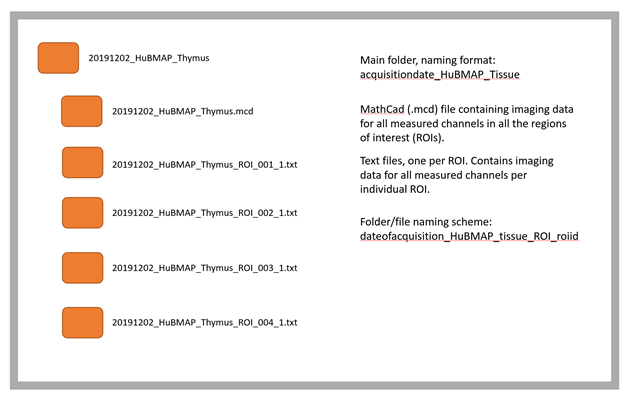 20191202_HuBMAP_Thymus
20191202_HuBMAP_Thymus.mcd
20191202_HuBMAP_Thymus_ROI_001_1.txt
20191202_HuBMAP_Thymus_ROI_002_1.txt
20191202_HuBMAP_Thymus_ROI_003_1.txt
20191202_HuBMAP_Thymus_ROI_004_1.txt
Main folder, naming format:
acquisitiondate_HuBMAP_Tissue
MathCad (.mcd) file containing imaging data
for all measured channels in all the regions
of interest (ROIs).
Text files, one per ROI. Contains imaging
data for all measured channels per
individual ROI.
Folder/file naming scheme:
dateofacquisition_HuBMAP_tissue_ROI_roiid